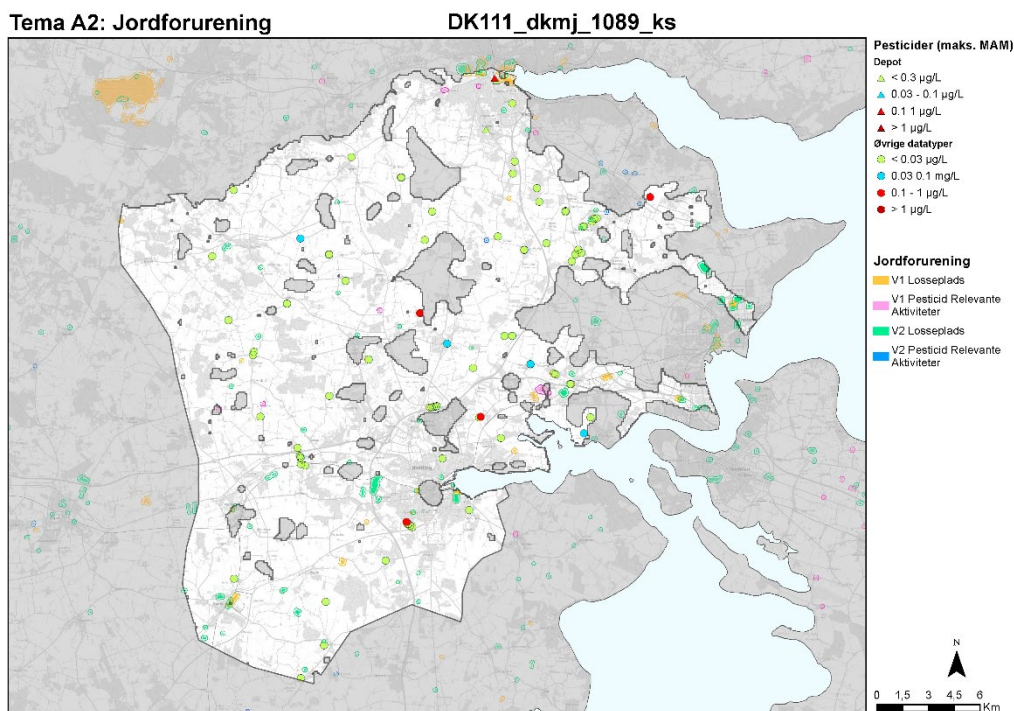 Tema A2: Jordforurening
DK111_dkmj_1089_ks
Pesticider (maks. MAM)
Depot
< 0.3 µg/L
0.03 - 0.1 µg/L
0.1 1 µg/L
> 1 µg/L
Øvrige datatyper
< 0.03 µg/L
0.03 0.1 mg/L
0.1 - 1 µg/L
> 1 µg/L
Jordforurening
V1 Losseplads
V1 Pesticid Relevante
Aktiviteter
V2 Losseplads
V2 Pesticid Relevante
Aktiviteter
N
0 1,5 3 4,5 6
Km